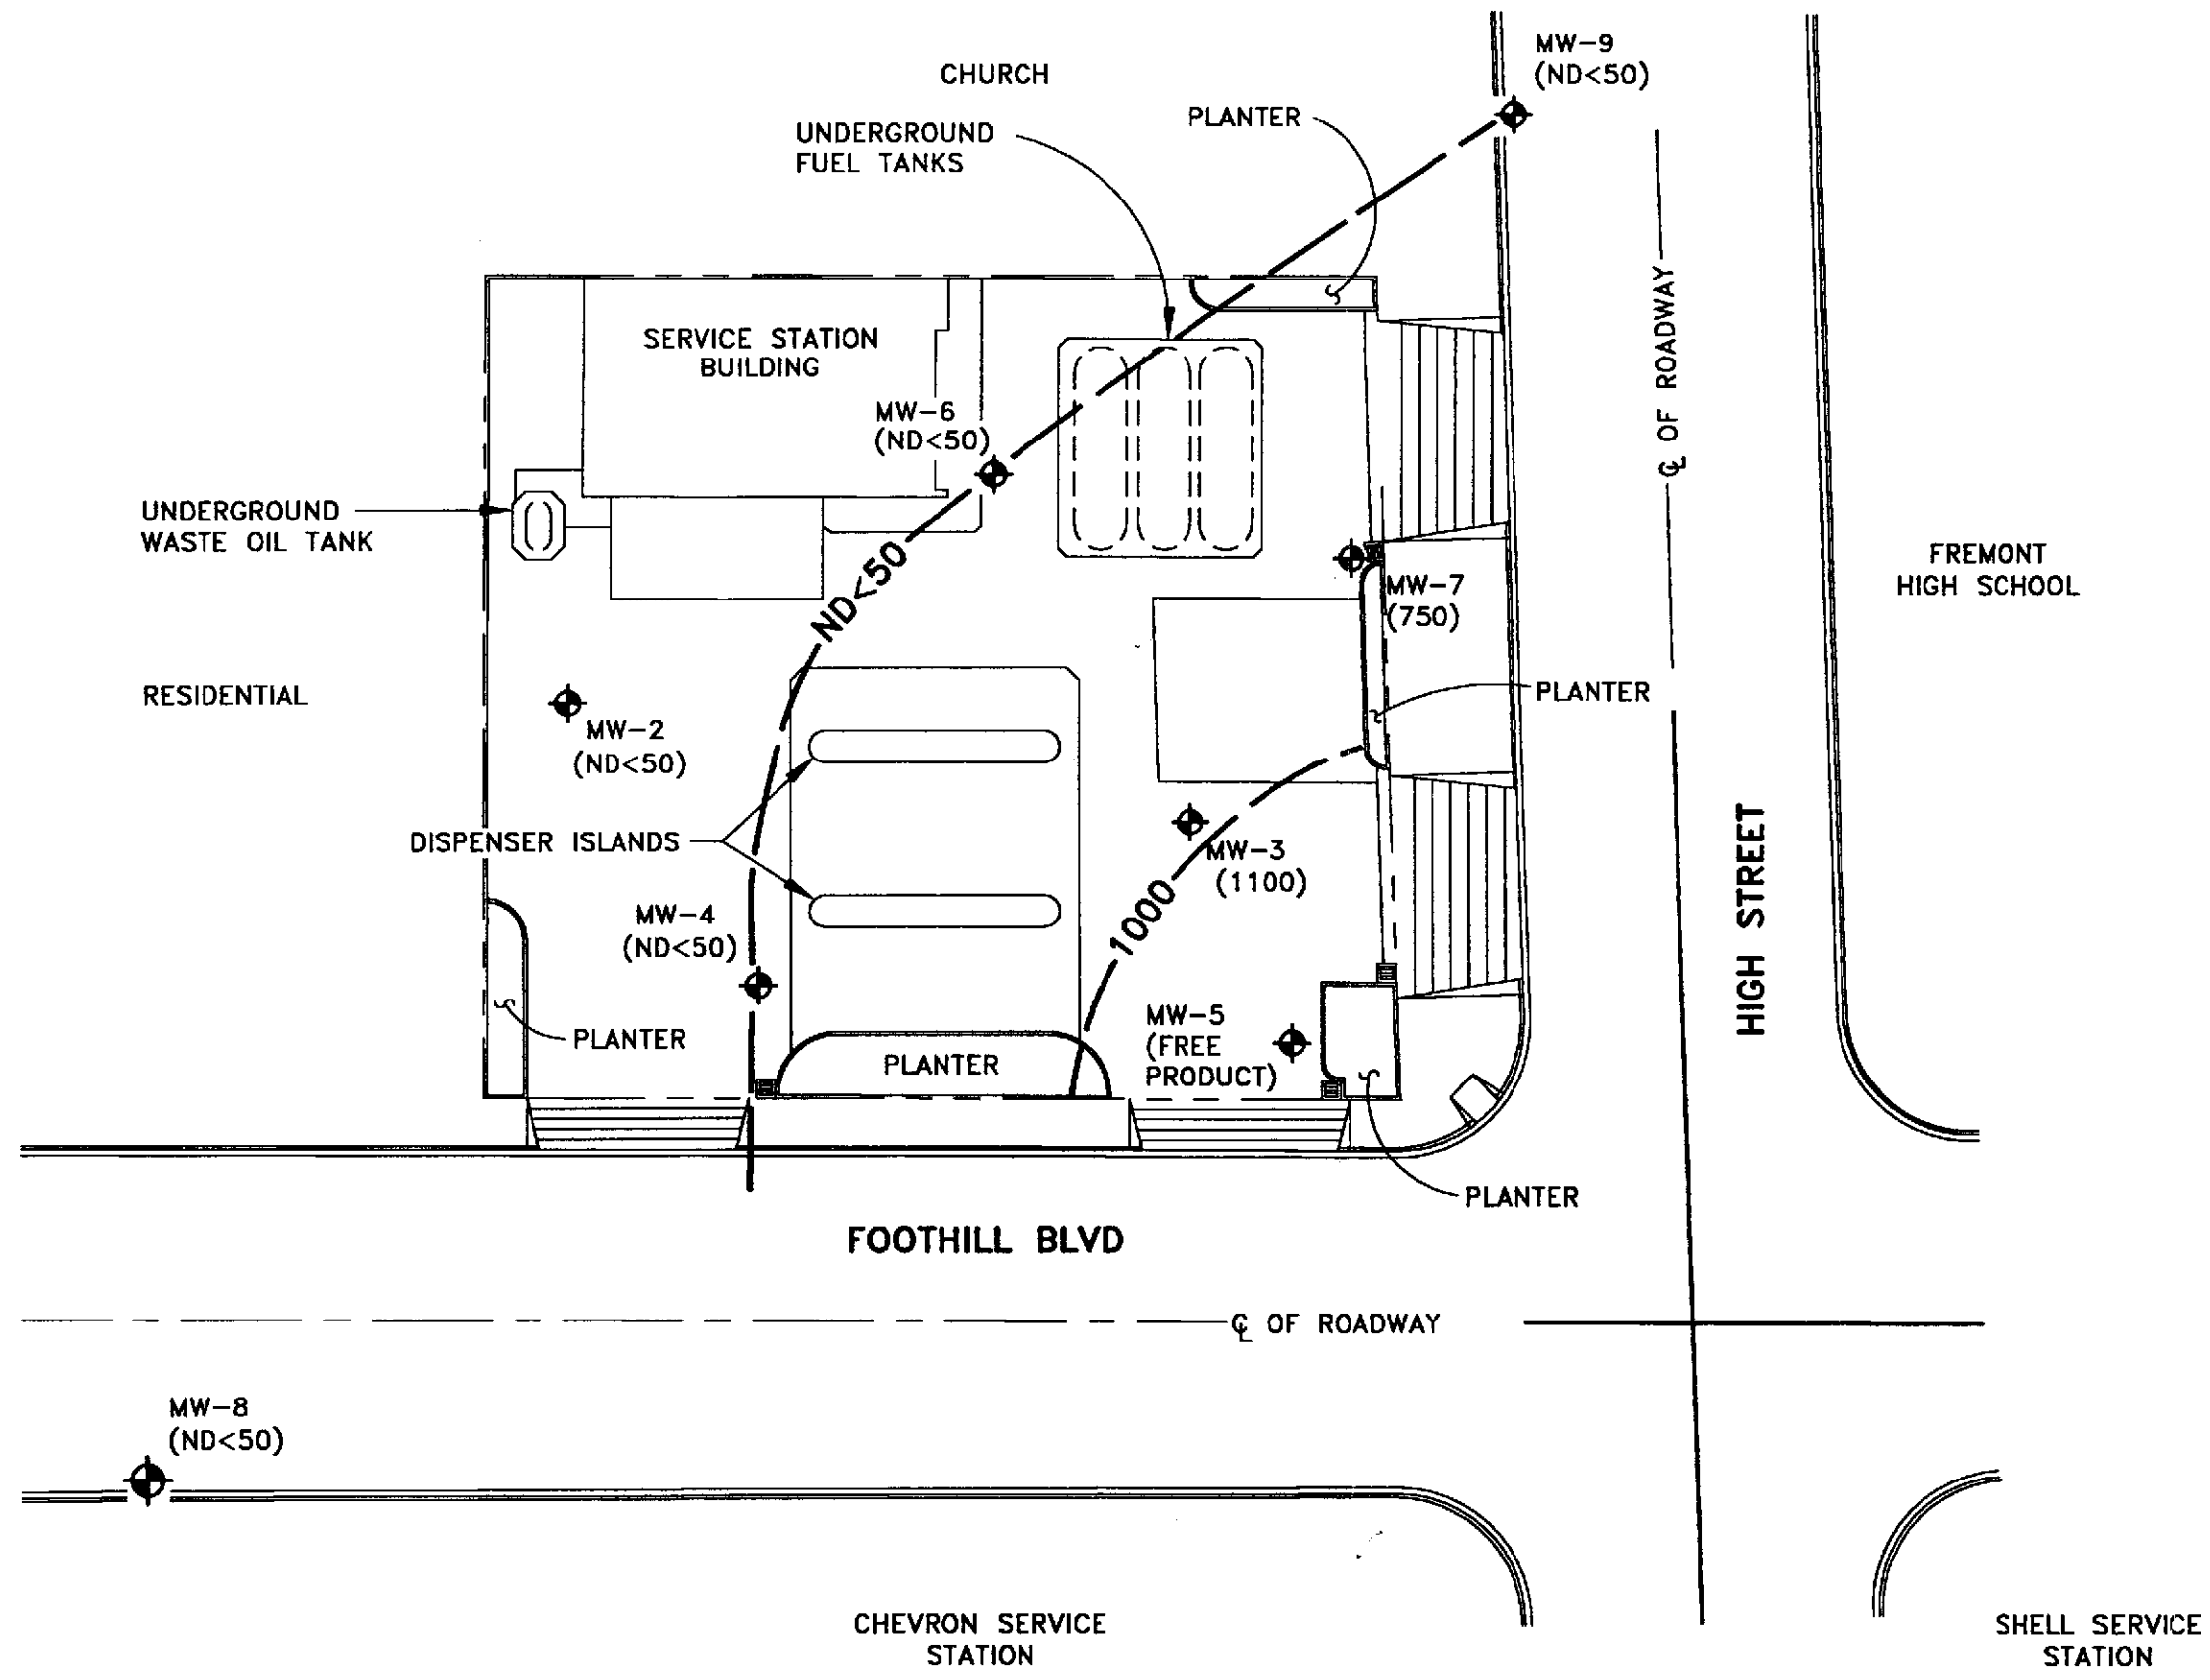 MW-9
(ND<50)
CHURCH
PLANTER
UNDERGROUND
FUEL TANKS
SERVICE STATION
BUILDING
MW-6
(ND<50)
℄ OF ROADWAY
UNDERGROUND
WASTE OIL TANK
ND<50
MW-7
(750)
FREMONT
HIGH SCHOOL
RESIDENTIAL
PLANTER
MW-2
(ND<50)
DISPENSER ISLANDS
MW-3
(1100)
1000
HIGH STREET
MW-4
(ND<50)
PLANTER
PLANTER
MW-5
(FREE
PRODUCT)
PLANTER
FOOTHILL BLVD
℄ OF ROADWAY
MW-8
(ND<50)
CHEVRON SERVICE
STATION
SHELL SERVICE
STATION